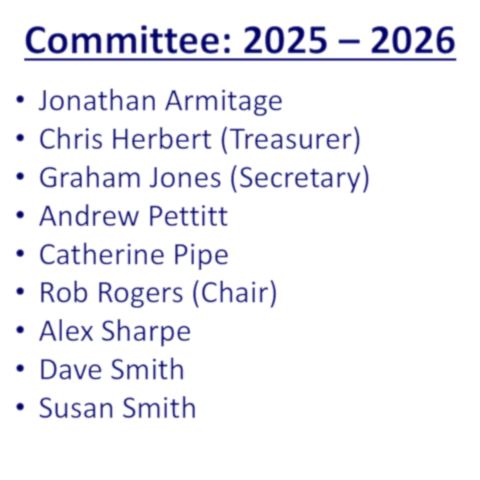 Committee: 2025 – 2026
• Jonathan Armitage
• Chris Herbert (Treasurer)
• Graham Jones (Secretary)
• Andrew Pettitt
• Catherine Pipe
• Rob Rogers (Chair)
• Alex Sharpe
• Dave Smith
• Susan Smith